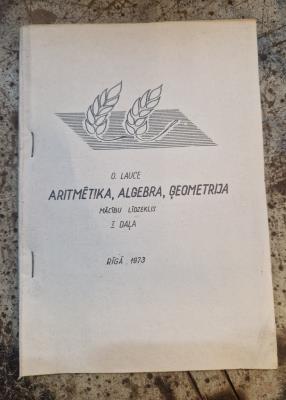 O. LAUCE
ARITMĒTIKA, ALGEBRA, ĢEOMETRIJA
MĀCĪBU LĪDZEKLIS
I DAĻA
RĪGĀ 1973